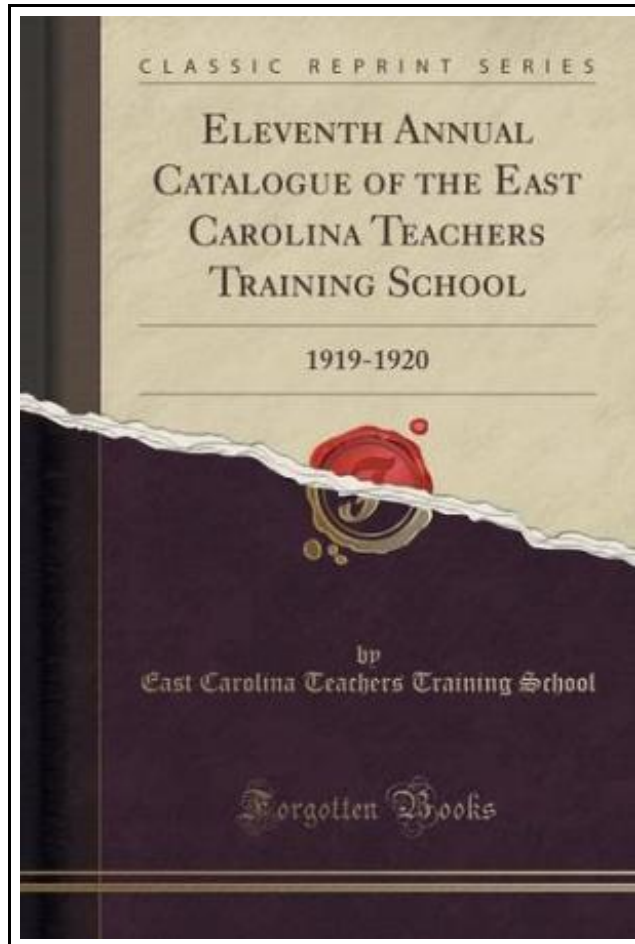 CLASSIC REPRINT SERIES
ELEVENTH ANNUAL
CATALOGUE OF THE EAST
CAROLINA TEACHERS
TRAINING SCHOOL
1919-1920
F
by
East Carolina Teachers Training School
Forgotten Books